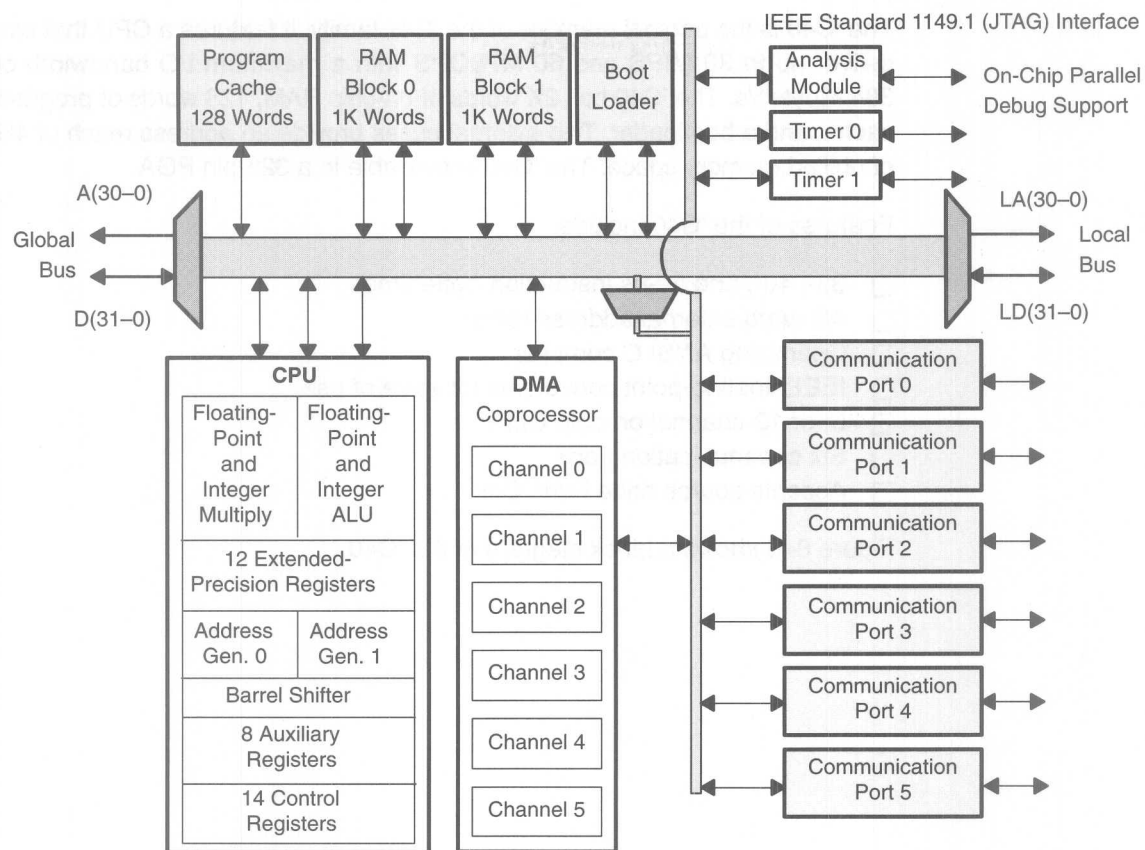 IEEE Standard 1149.1 (JTAG) Interface
Program
Cache
128 Words
RAM
Block 0
1K Words
RAM
Block 1
1K Words
Boot
Loader
Analysis
Module
Timer 0
Timer 1
On-Chip Parallel
Debug Support
A(30–0)
Global
Bus
D(31–0)
LA(30–0)
Local
Bus
LD(31–0)
CPU
Floating-
Point
and
Integer
Multiply
Floating-
Point
and
Integer
ALU
12 Extended-
Precision Registers
Address
Gen. 0
Address
Gen. 1
Barrel Shifter
8 Auxiliary
Registers
14 Control
Registers
DMA
Coprocessor
Channel 0
Channel 1
Channel 2
Channel 3
Channel 4
Channel 5
Communication
Port 0
Communication
Port 1
Communication
Port 2
Communication
Port 3
Communication
Port 4
Communication
Port 5